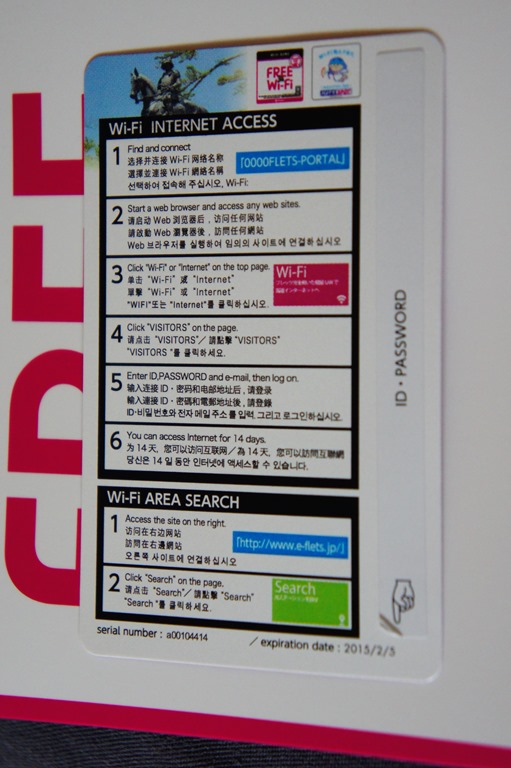 FREE
FREE
Wi-Fi
Wi-Fi INTERNET ACCESS
1 Find and connect
选择并连接 Wi-Fi 网络名称
選擇並連接 Wi-Fi 網絡名稱
선택하여 접속해 주십시오, Wi-Fi:
「0000FLETS-PORTAL」
2 Start a web browser and access any web sites.
请启动 Web 浏览器后，访问任何网站
請啟動 Web 瀏覽器後，訪問任何網站
Web 브라우저를 실행하여 임의의 사이트에 연결하십시오
3 Click "Wi-Fi" or "Internet" on the top page.
单击 "Wi-Fi" 或 "Internet"
單擊 "Wi-Fi" 或 "Internet"
"WIFI"또는 "Internet"를 클릭하십시오.
Wi-Fi
4 Click "VISITORS" on the page.
请点击 "VISITORS"／ 請點擊 "VISITORS"
"VISITORS "를 클릭하세요.
5 Enter ID,PASSWORD and e-mail, then log on.
输入连接 ID・密码和电邮地址后，请登录
輸入連接 ID・密碼和電郵地址後，請登錄
ID·비밀번호와 전자 메일 주소를 입력, 그리고 로그인하십시오.
6 You can access Internet for 14 days.
为 14 天，您可以访问互联网／為 14 天，您可以訪問互聯網
당신은 14 일 동안 인터넷에 액세스할 수 있습니다.
Wi-Fi AREA SEARCH
1 Access the site on the right.
访问在右边网站
訪問在右邊網站
오른쪽 사이트에 연결하십시오
「http://www.e-flets.jp/」
2 Click "Search" on the page.
请点击 "Search"／ 請點擊 "Search"
"Search "를 클릭하세요.
Search
serial number : a00104414
／ expiration date : 2015/2/5
ID・PASSWORD